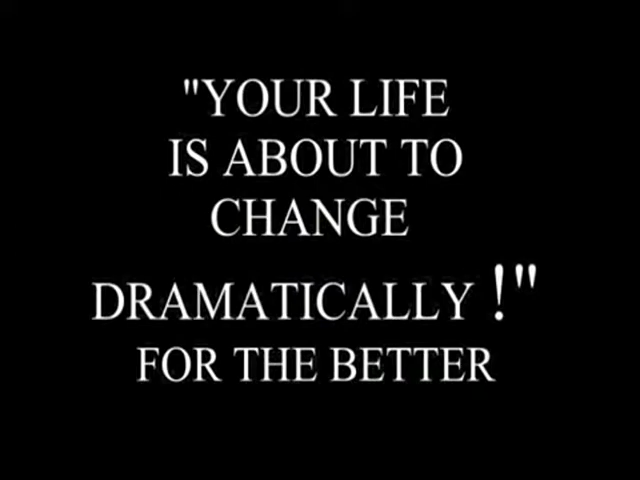 "YOUR LIFE
IS ABOUT TO
CHANGE
DRAMATICALLY !"
FOR THE BETTER